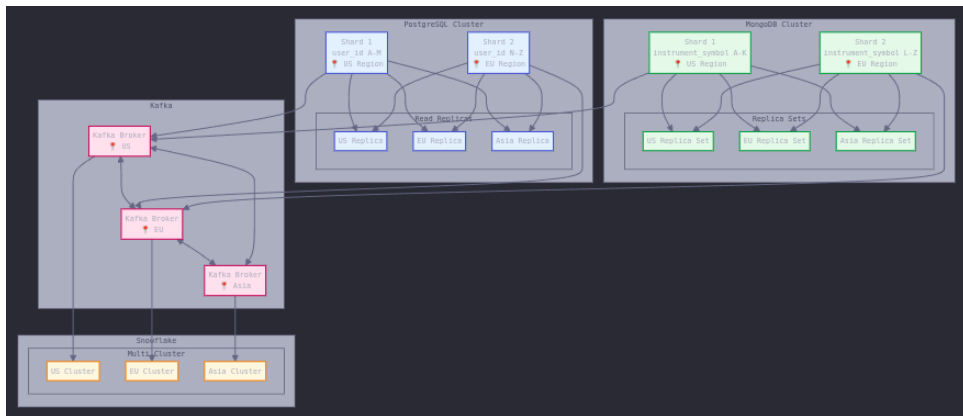 PostgreSQL Cluster
Shard 1
user_id A-M
📍 US Region
Shard 2
user_id N-Z
📍 EU Region
Read Replicas
US Replica
EU Replica
Asia Replica
MongoDB Cluster
Shard 1
instrument_symbol A-K
📍 US Region
Shard 2
instrument_symbol L-Z
📍 EU Region
Replica Sets
US Replica Set
EU Replica Set
Asia Replica Set
Kafka
Kafka Broker
📍 US
Kafka Broker
📍 EU
Kafka Broker
📍 Asia
Snowflake
Multi-Cluster
US Cluster
EU Cluster
Asia Cluster